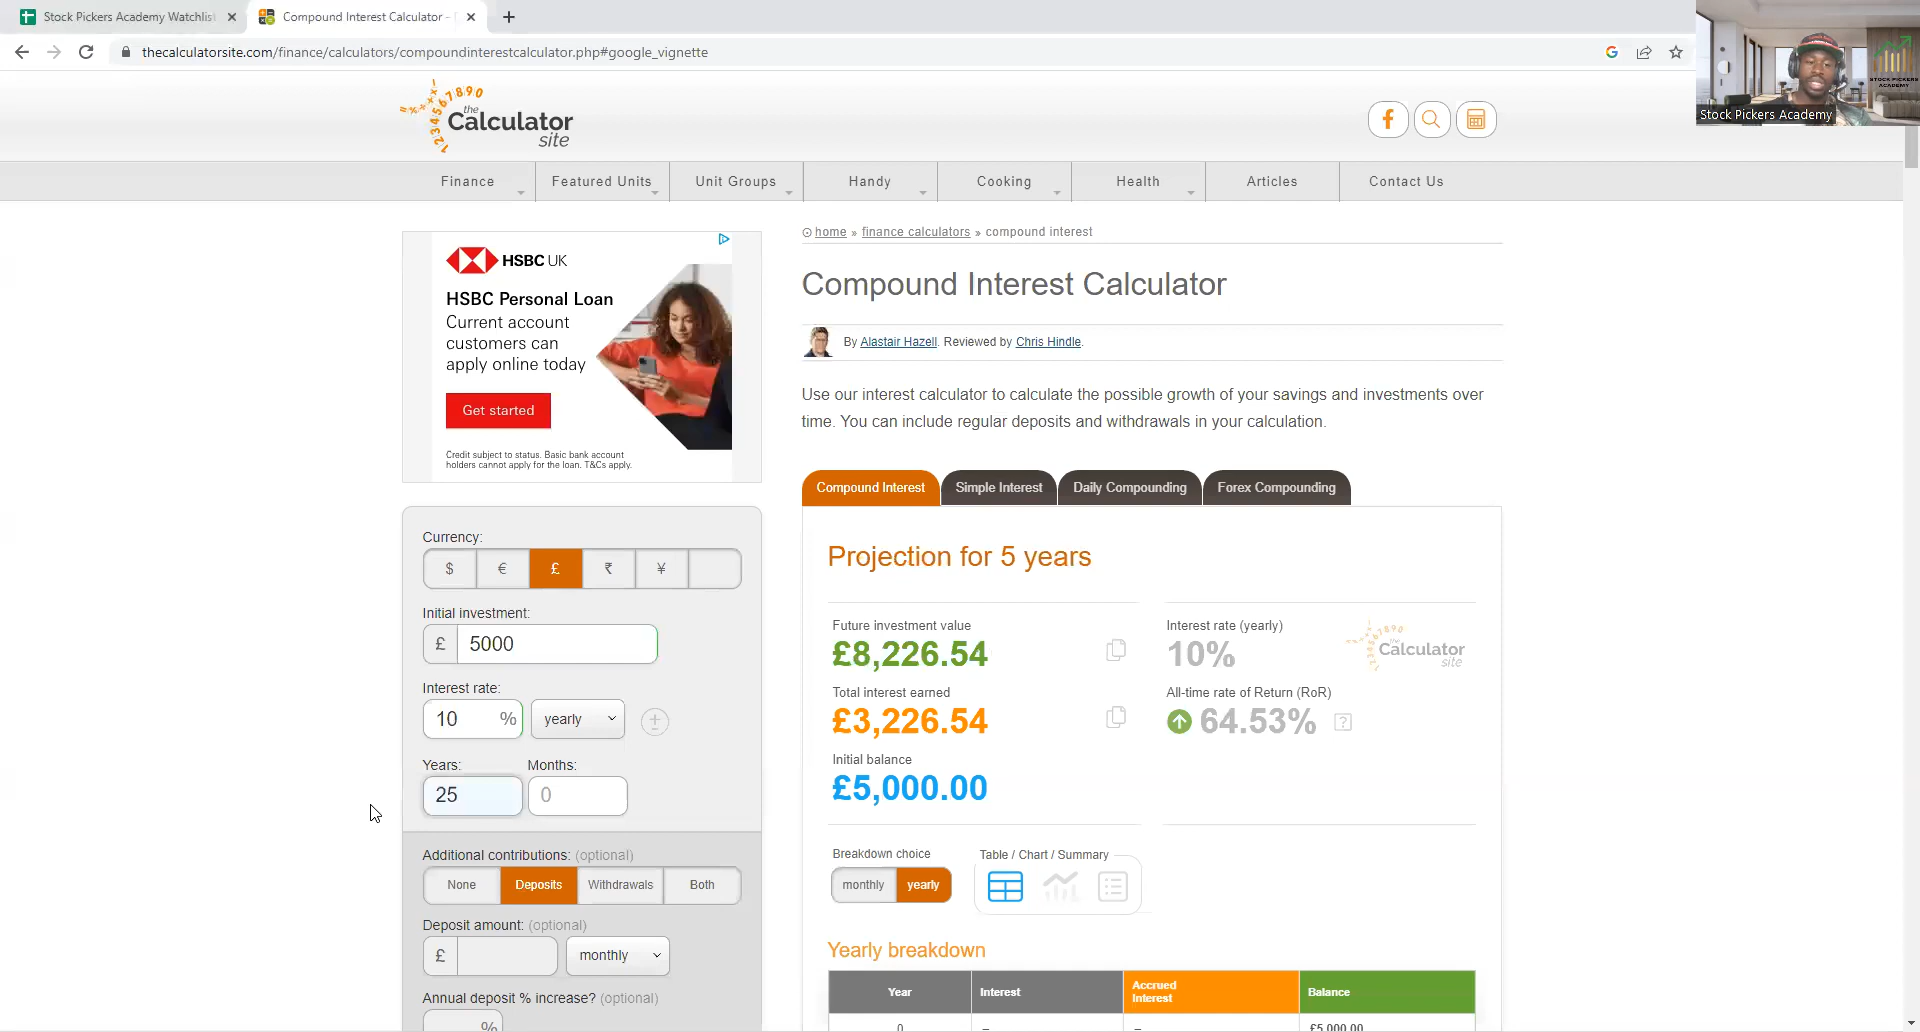 Stock Pickers Academy Watchlist
Compound Interest Calculator -
thecalculatorsite.com/finance/calculators/compoundinterestcalculator.php#google_vignette
STOCK PICKERS
ACADEMY
Stock Pickers Academy
1234567890
the
Calculator
site
Finance
Featured Units
Unit Groups
Handy
Cooking
Health
Articles
Contact Us
HSBC UK
HSBC Personal Loan
Current account
customers can
apply online today
Get started
Credit subject to status. Basic bank account
holders cannot apply for the loan. T&Cs apply.
home » finance calculators » compound interest
Compound Interest Calculator
By Alastair Hazell. Reviewed by Chris Hindle.
Use our interest calculator to calculate the possible growth of your savings and investments over
time. You can include regular deposits and withdrawals in your calculation.
Compound Interest
Simple Interest
Daily Compounding
Forex Compounding
Currency:
$ € £ ₹ ¥
Initial investment:
£ 5000
Interest rate:
10 % yearly
Years: Months:
25 0
Additional contributions: (optional)
None Deposits Withdrawals Both
Deposit amount: (optional)
£ monthly
Annual deposit % increase? (optional)
%
Projection for 5 years
Future investment value
£8,226.54
Interest rate (yearly)
10%
1234567890
the
Calculator
site
Total interest earned
£3,226.54
All-time rate of Return (RoR)
64.53% ?
Initial balance
£5,000.00
Breakdown choice
monthly yearly
Table / Chart / Summary
Yearly breakdown
Year Interest Accrued Interest Balance
0 – – £5,000.00